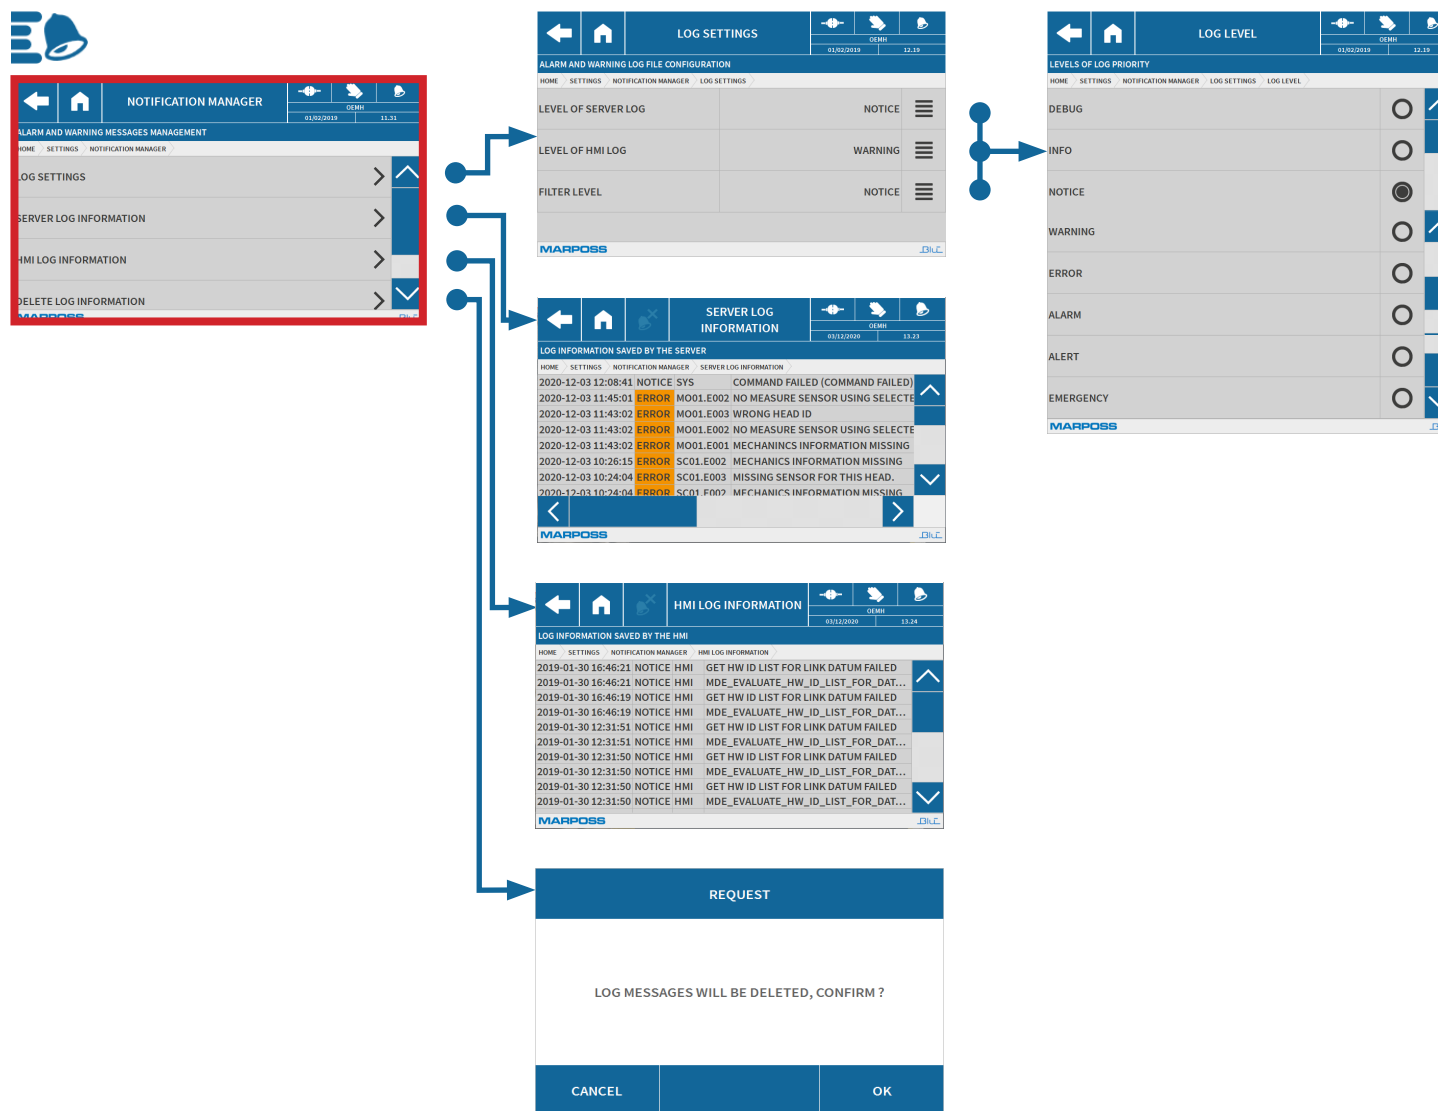 NOTIFICATION MANAGER
OEMH
01/02/2019 11.31
ALARM AND WARNING MESSAGES MANAGEMENT
HOME SETTINGS NOTIFICATION MANAGER
LOG SETTINGS
SERVER LOG INFORMATION
HMI LOG INFORMATION
DELETE LOG INFORMATION
MARPOSS
LOG SETTINGS
OEMH
01/02/2019 12.19
ALARM AND WARNING LOG FILE CONFIGURATION
HOME SETTINGS NOTIFICATION MANAGER LOG SETTINGS
LEVEL OF SERVER LOG NOTICE
LEVEL OF HMI LOG WARNING
FILTER LEVEL NOTICE
MARPOSS Blú
LOG LEVEL
OEMH
01/02/2019 12.19
LEVELS OF LOG PRIORITY
HOME SETTINGS NOTIFICATION MANAGER LOG SETTINGS LOG LEVEL
DEBUG
INFO
NOTICE
WARNING
ERROR
ALARM
ALERT
EMERGENCY
MARPOSS
SERVER LOG
INFORMATION
OEMH
03/12/2020 13.23
LOG INFORMATION SAVED BY THE SERVER
HOME SETTINGS NOTIFICATION MANAGER SERVER LOG INFORMATION
2020-12-03 12:08:41 NOTICE SYS COMMAND FAILED (COMMAND FAILED)
2020-12-03 11:45:01 ERROR MO01.E002 NO MEASURE SENSOR USING SELECTE
2020-12-03 11:43:02 ERROR MO01.E003 WRONG HEAD ID
2020-12-03 11:43:02 ERROR MO01.E002 NO MEASURE SENSOR USING SELECTE
2020-12-03 11:43:02 ERROR MO01.E001 MECHANINCS INFORMATION MISSING
2020-12-03 10:26:15 ERROR SC01.E002 MECHANICS INFORMATION MISSING
2020-12-03 10:24:04 ERROR SC01.E003 MISSING SENSOR FOR THIS HEAD.
2020-12-03 10:24:04 ERROR SC01.E002 MECHANICS INFORMATION MISSING
MARPOSS Blú
HMI LOG INFORMATION
OEMH
03/12/2020 13.24
LOG INFORMATION SAVED BY THE HMI
HOME SETTINGS NOTIFICATION MANAGER HMI LOG INFORMATION
2019-01-30 16:46:21 NOTICE HMI GET HW ID LIST FOR LINK DATUM FAILED
2019-01-30 16:46:21 NOTICE HMI MDE_EVALUATE_HW_ID_LIST_FOR_DAT...
2019-01-30 16:46:19 NOTICE HMI GET HW ID LIST FOR LINK DATUM FAILED
2019-01-30 16:46:19 NOTICE HMI MDE_EVALUATE_HW_ID_LIST_FOR_DAT...
2019-01-30 12:31:51 NOTICE HMI GET HW ID LIST FOR LINK DATUM FAILED
2019-01-30 12:31:51 NOTICE HMI MDE_EVALUATE_HW_ID_LIST_FOR_DAT...
2019-01-30 12:31:50 NOTICE HMI GET HW ID LIST FOR LINK DATUM FAILED
2019-01-30 12:31:50 NOTICE HMI MDE_EVALUATE_HW_ID_LIST_FOR_DAT...
2019-01-30 12:31:50 NOTICE HMI GET HW ID LIST FOR LINK DATUM FAILED
2019-01-30 12:31:50 NOTICE HMI MDE_EVALUATE_HW_ID_LIST_FOR_DAT...
MARPOSS Blú
REQUEST
LOG MESSAGES WILL BE DELETED, CONFIRM ?
CANCEL OK